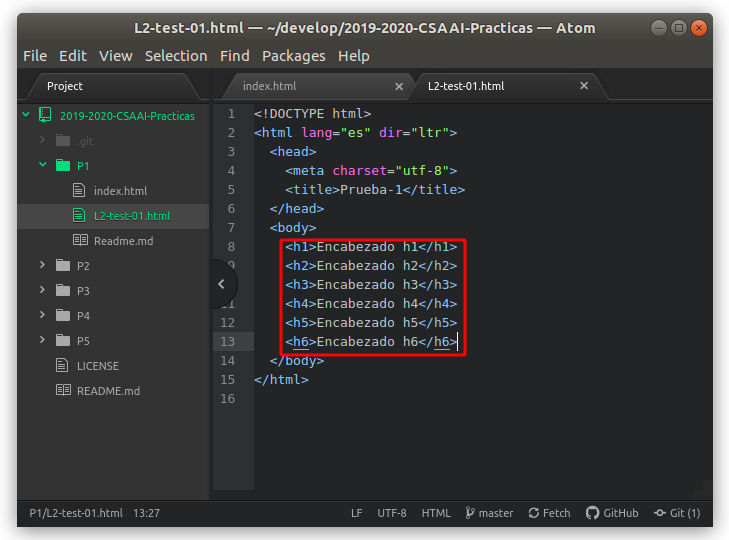 L2-test-01.html — ~/develop/2019-2020-CSAAI-Practicas — Atom
File Edit View Selection Find Packages Help
Project
index.html
L2-test-01.html
2019-2020-CSAAI-Practicas
.git
P1
index.html
L2-test-01.html
Readme.md
P2
P3
P4
P5
LICENSE
README.md
1 <!DOCTYPE html>
2 <html lang="es" dir="ltr">
3 <head>
4 <meta charset="utf-8">
5 <title>Prueba-1</title>
6 </head>
7 <body>
8 <h1>Encabezado h1</h1>
9 <h2>Encabezado h2</h2>
<h3>Encabezado h3</h3>
11 <h4>Encabezado h4</h4>
12 <h5>Encabezado h5</h5>
13 <h6>Encabezado h6</h6>
14 </body>
15 </html>
16
P1/L2-test-01.html 13:27 LF UTF-8 HTML master Fetch GitHub Git (1)